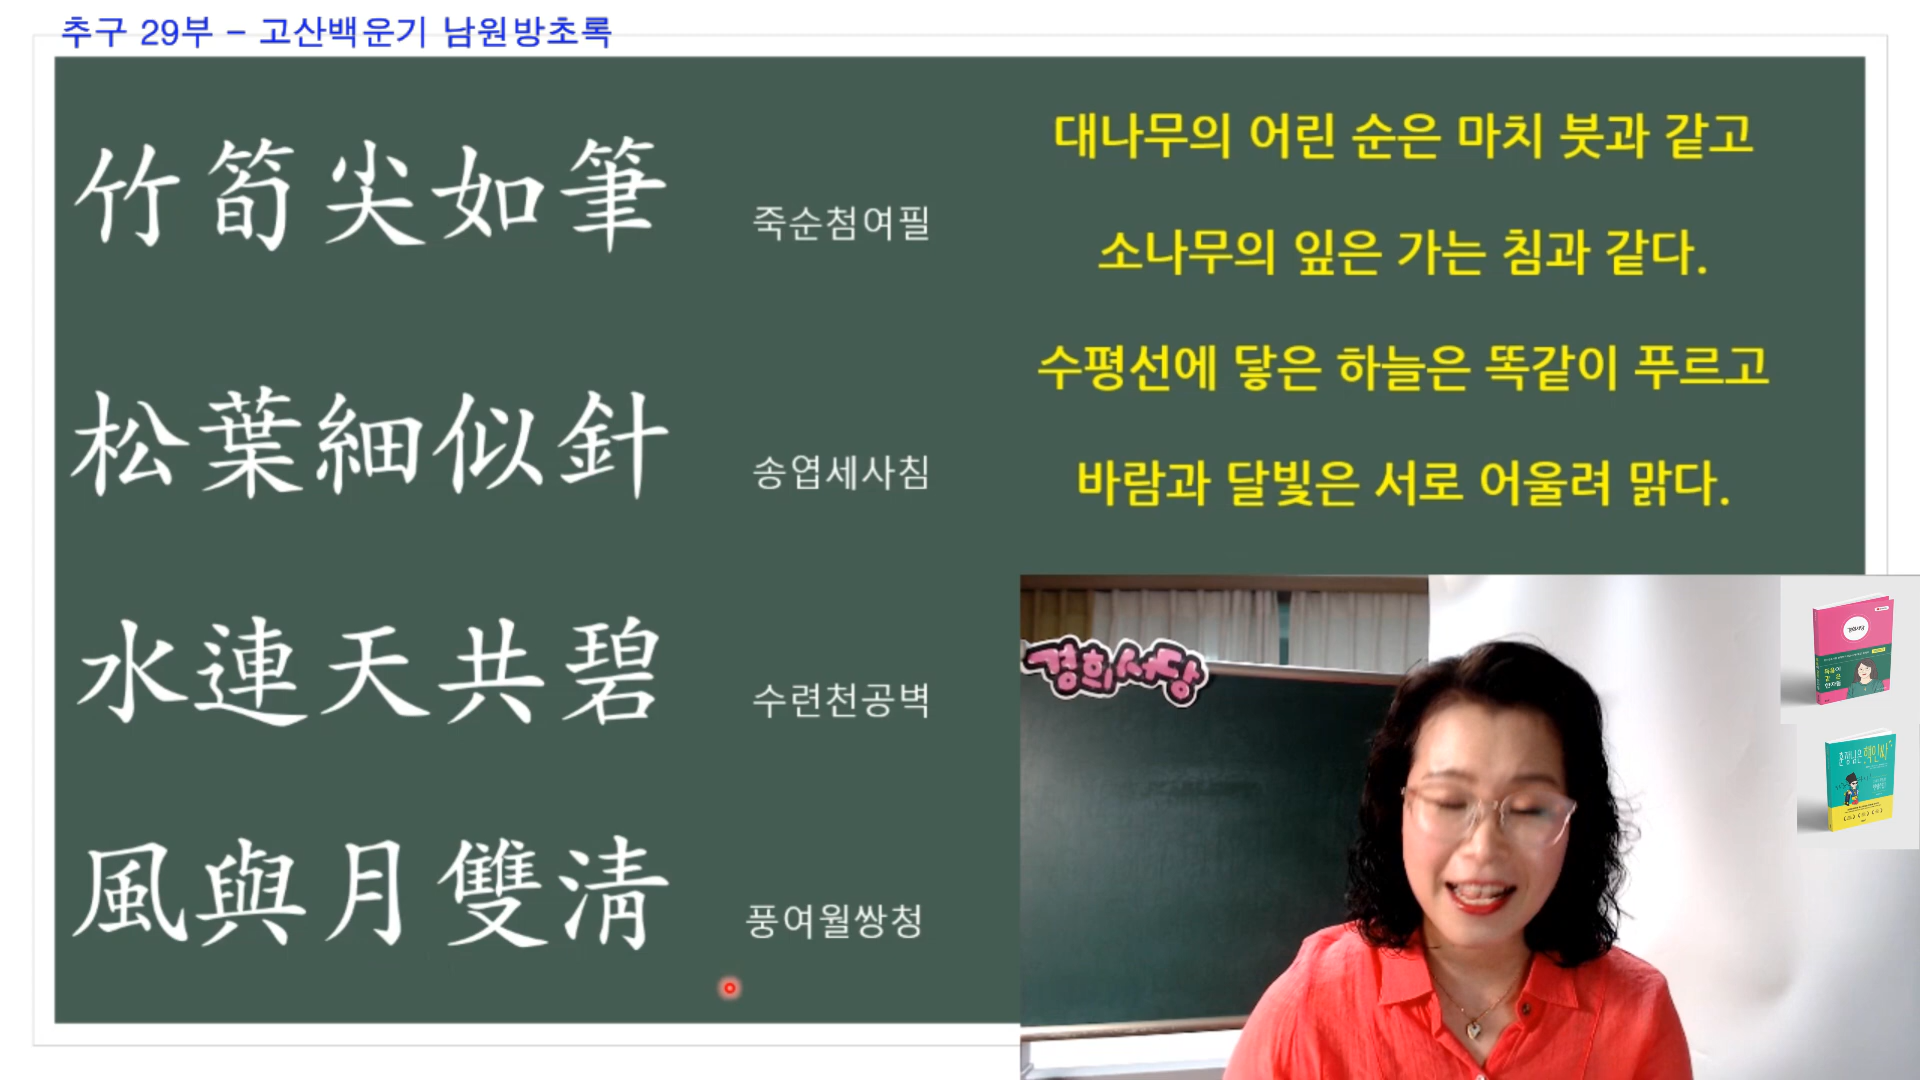 추구 29부 - 고산백운기 남원방초록
竹筍尖如筆
죽순첨여필
松葉細似針
송엽세사침
水連天共碧
수련천공벽
風與月雙淸
풍여월쌍청
대나무의 어린 순은 마치 붓과 같고
소나무의 잎은 가는 침과 같다.
수평선에 닿은 하늘은 똑같이 푸르고
바람과 달빛은 서로 어울려 맑다.
경희서당